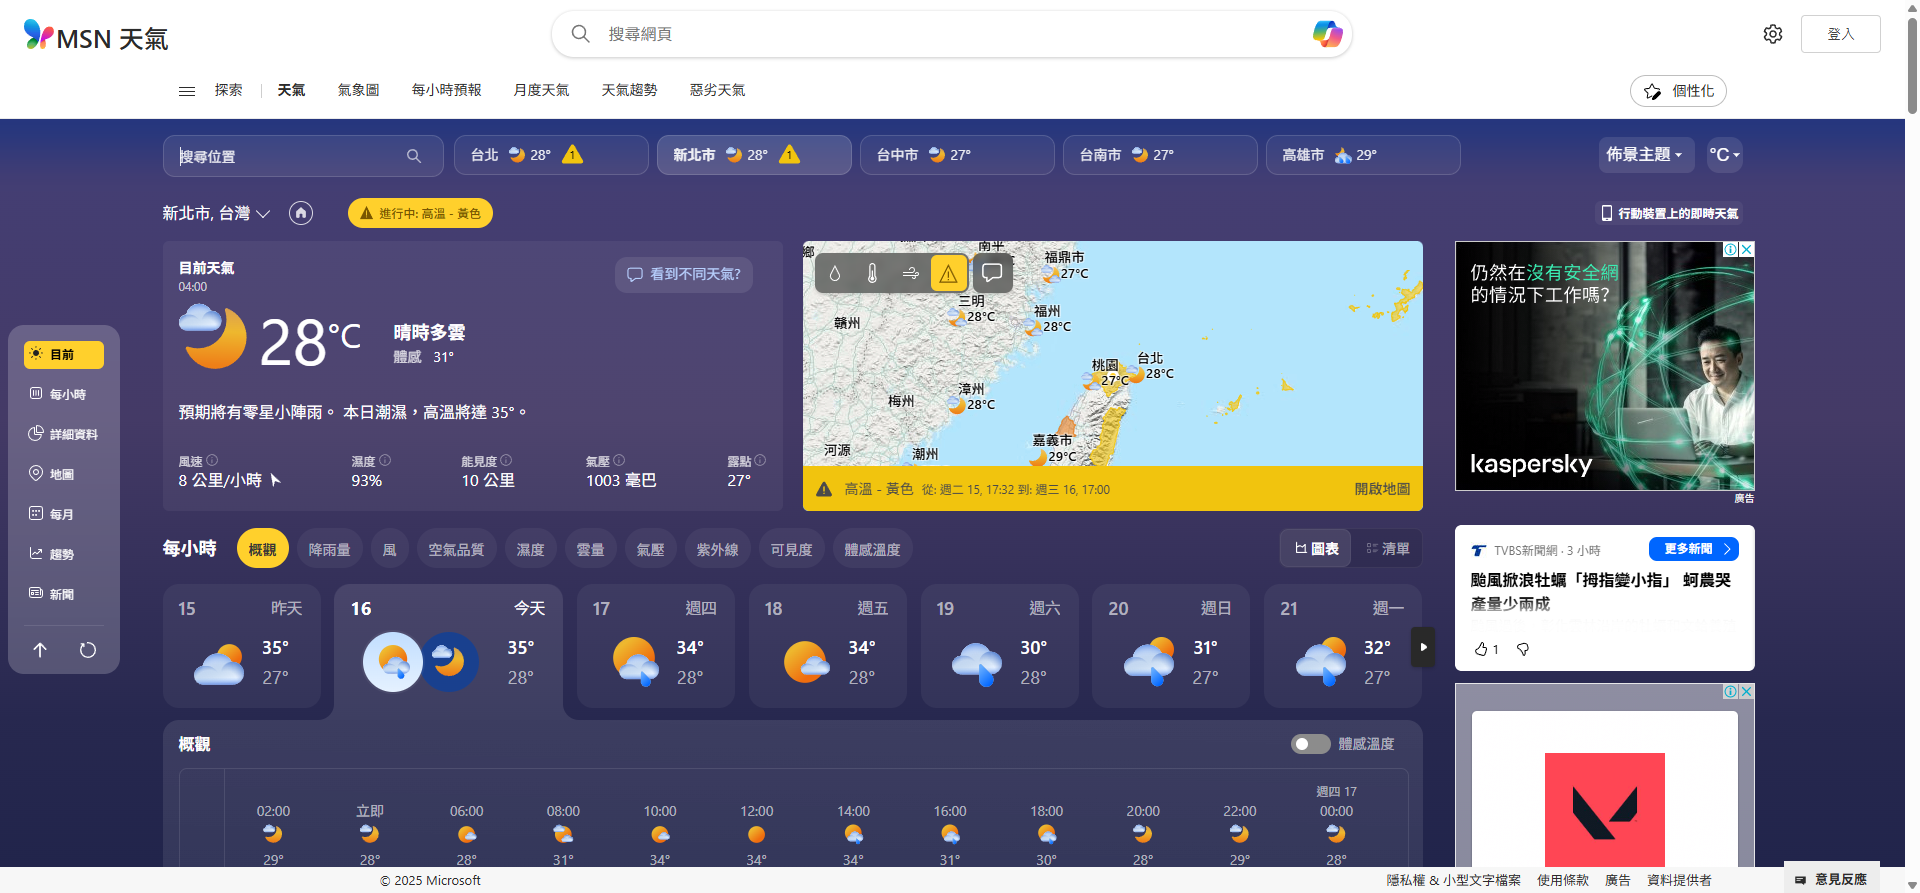 MSN 天氣
搜尋網頁
登入
探索
天氣
氣象圖
每小時預報
月度天氣
天氣趨勢
惡劣天氣
個性化
搜尋位置
台北 28° 1
新北市 28° 1
台中市 27°
台南市 27°
高雄市 29°
佈景主題
°C
新北市, 台灣
進行中: 高溫 - 黃色
行動裝置上的即時天氣
目前天氣
04:00
看到不同天氣?
28°C
晴時多雲
體感 31°
預期將有零星小陣雨。 本日潮濕，高溫將達 35°。
風速
8 公里/小時
濕度
93%
能見度
10 公里
氣壓
1003 毫巴
露點
27°
目前
每小時
詳細資料
地圖
每月
趨勢
新聞
鄉
南平
福鼎市
27°C
三明
28°C
福州
28°C
贛州
桃園
27°C
台北
28°C
漳州
28°C
梅州
嘉義市
29°C
河源
潮州
高溫 - 黃色 從: 週二 15, 17:32 到: 週三 16, 17:00
開啟地圖
仍然在沒有安全網
的情況下工作嗎?
kaspersky
廣告
每小時
概觀
降雨量
風
空氣品質
濕度
雲量
氣壓
紫外線
可見度
體感溫度
圖表
清單
15 昨天
35°
27°
16 今天
35°
28°
17 週四
34°
28°
18 週五
34°
28°
19 週六
30°
28°
20 週日
31°
27°
21 週一
32°
27°
TVBS新聞網 · 3 小時
更多新聞
颱風掀浪牡蠣「拇指變小指」 蚵農哭
產量少兩成
1
概觀
體感溫度
週四 17
02:00 立即 06:00 08:00 10:00 12:00 14:00 16:00 18:00 20:00 22:00 00:00
29° 28° 28° 31° 34° 34° 34° 31° 30° 28° 29° 28°
© 2025 Microsoft
隱私權 & 小型文字檔案
使用條款
廣告
資料提供者
意見反應